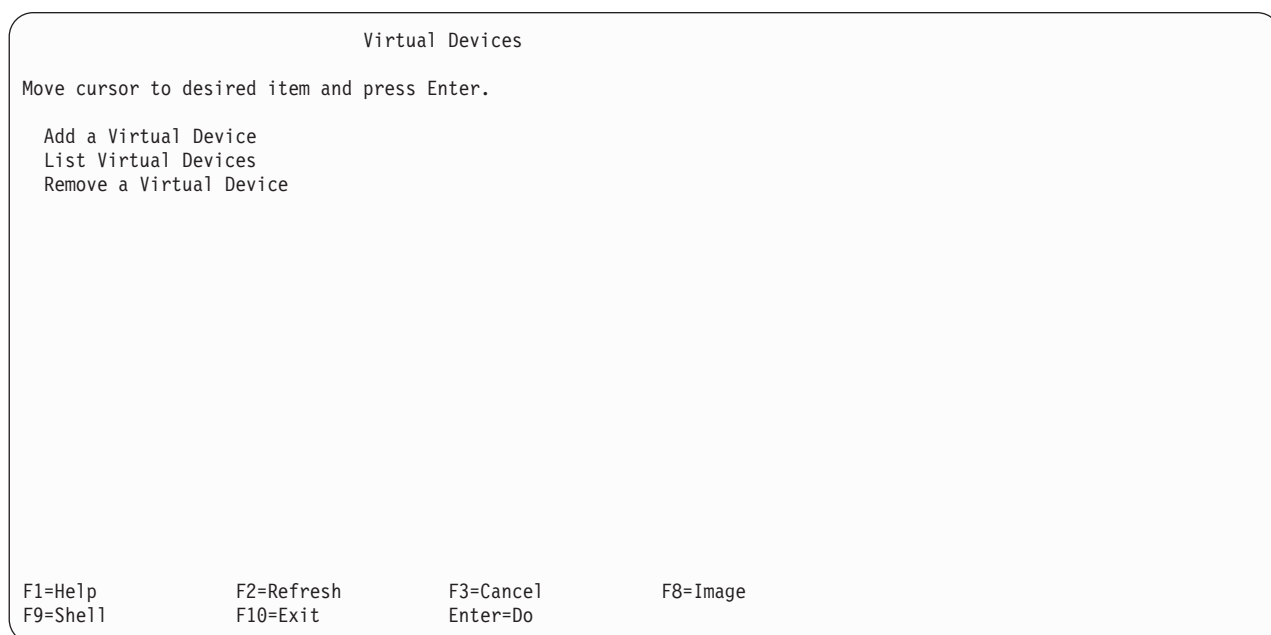 Virtual Devices
Move cursor to desired item and press Enter.
Add a Virtual Device
List Virtual Devices
Remove a Virtual Device
F1=Help F2=Refresh F3=Cancel F8=Image
F9=Shell F10=Exit Enter=Do